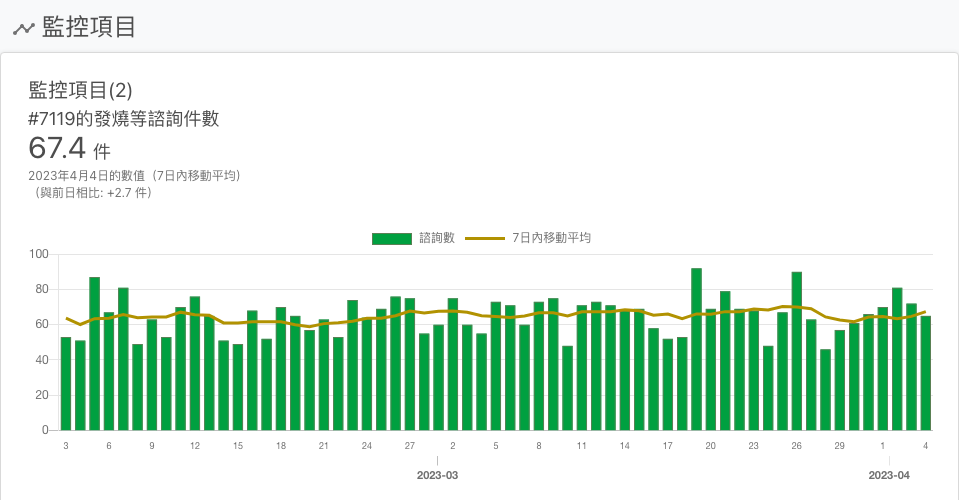 監控項目
監控項目(2)
#7119的發燒等諮詢件數
67.4 件
2023年4月4日的數值（7日內移動平均）
（與前日相比: +2.7 件）
諮詢數 7日內移動平均
100
80
60
40
20
0
3 6 9 12 15 18 21 24 27 2 5 8 11 14 17 20 23 26 29 1 4
2023-03 2023-04